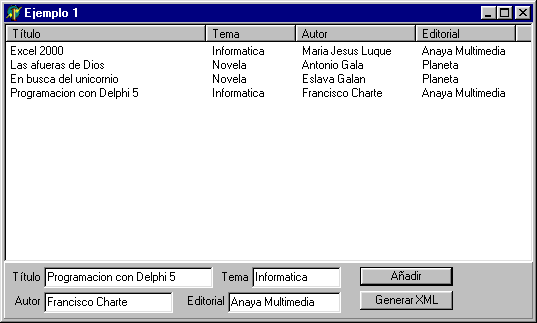 Ejemplo 1
Título Tema Autor Editorial
Excel 2000 Informatica Maria Jesus Luque Anaya Multimedia
Las afueras de Dios Novela Antonio Gala Planeta
En busca del unicornio Novela Eslava Galan Planeta
Programacion con Delphi 5 Informatica Francisco Charte Anaya Multimedia
Título Programacion con Delphi 5 Tema Informatica Añadir
Autor Francisco Charte Editorial Anaya Multimedia Generar XML